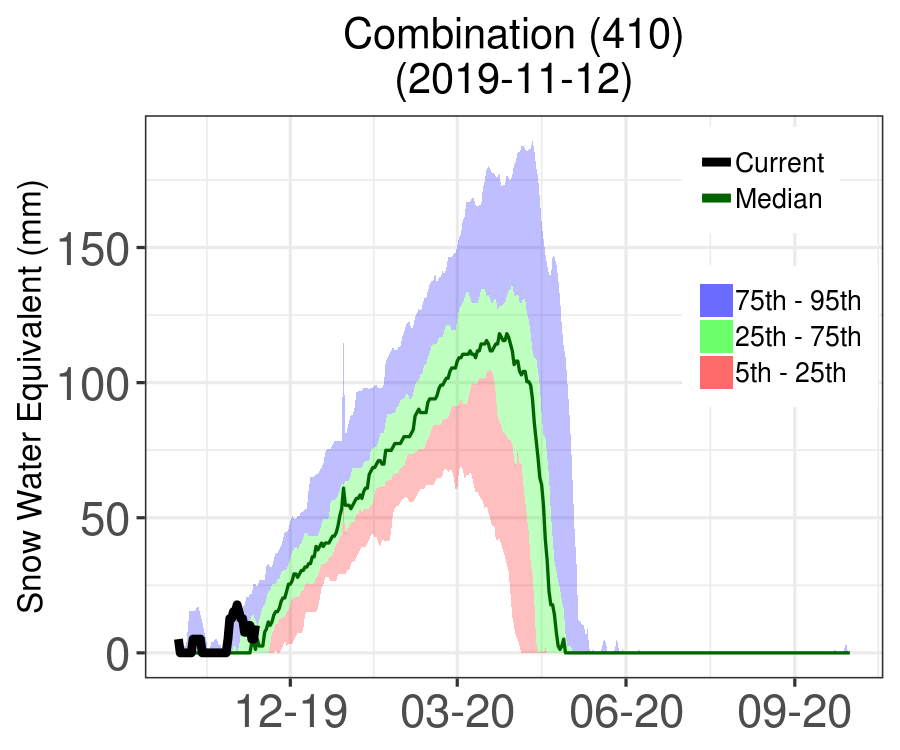 Combination (410)
(2019-11-12)
Snow Water Equivalent (mm)
150
100
50
0
12-19
03-20
06-20
09-20
Current
Median
75th - 95th
25th - 75th
5th - 25th